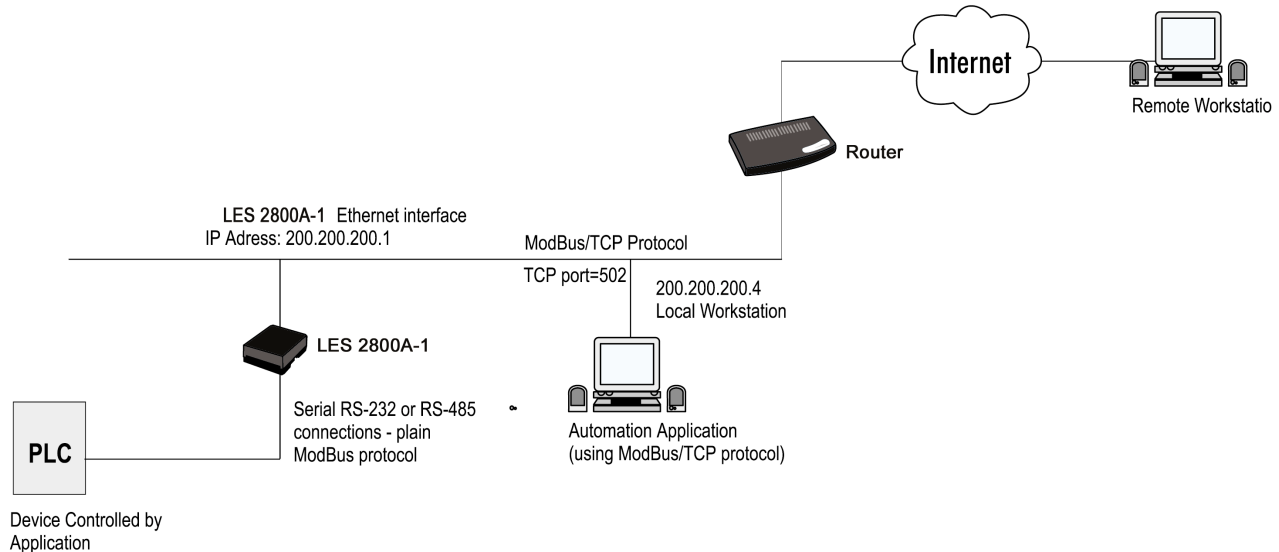 Internet
Remote Workstatio
Router
LES 2800A-1 Ethernet interface
IP Adress: 200.200.200.1
ModBus/TCP Protocol
TCP port=502
200.200.200.4
Local Workstation
LES 2800A-1
Serial RS-232 or RS-485
connections - plain
ModBus protocol
Automation Application
(using ModBus/TCP protocol)
PLC
Device Controlled by
Application